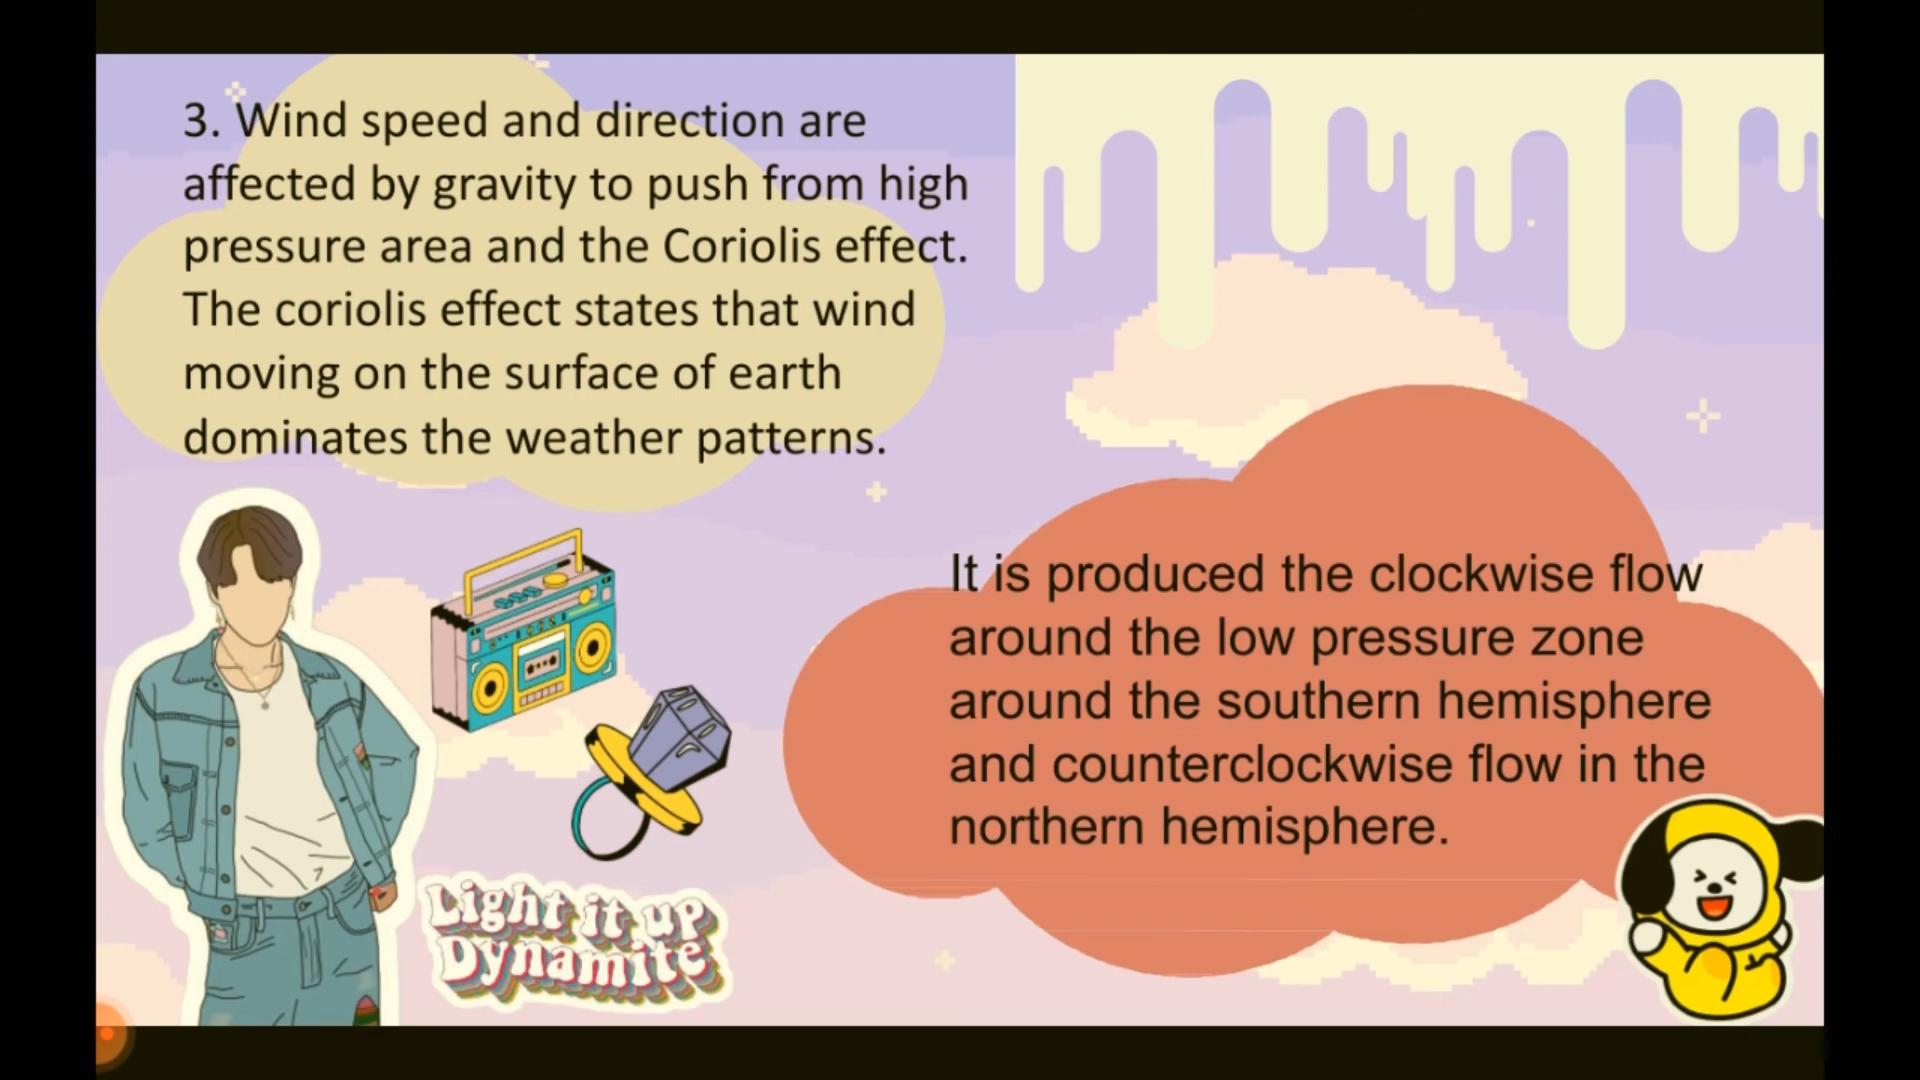 3. Wind speed and direction are
affected by gravity to push from high
pressure area and the Coriolis effect.
The coriolis effect states that wind
moving on the surface of earth
dominates the weather patterns.
It is produced the clockwise flow
around the low pressure zone
around the southern hemisphere
and counterclockwise flow in the
northern hemisphere.
Light it up
Dynamite